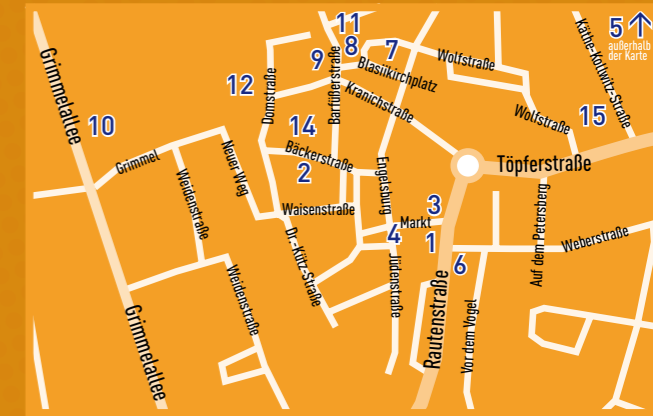 11
5
außerhalb
der Karte
Käthe-Kollwitz-Straße
8
7
9
Wolfstraße
Grimmelallee
Barfüßerstraße
Blasiikirchplatz
12
Domstraße
Kranichstraße
10
14
Wolfstraße
15
Grimmel
Neuer Weg
Bäckerstraße
2
Engelsburg
Töpferstraße
Weidenstraße
Waisenstraße
3
Markt
4
1
Auf dem Petersberg
Weberstraße
Dr.-Külz-Straße
6
Jüdenstraße
Weidenstraße
Rautenstraße
Vor dem Vogel
Grimmelallee